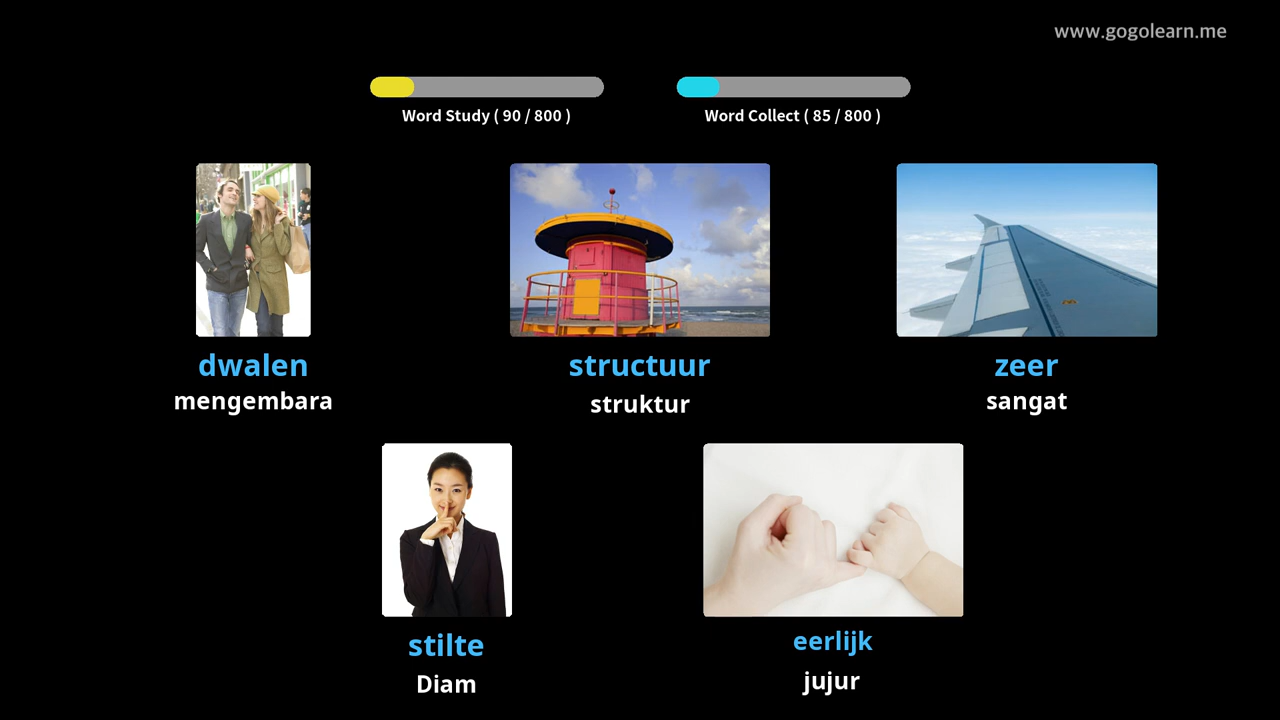 www.gogolearn.me
Word Study ( 90 / 800 )
Word Collect ( 85 / 800 )
dwalen
mengembara
structuur
struktur
zeer
sangat
stilte
Diam
eerlijk
jujur